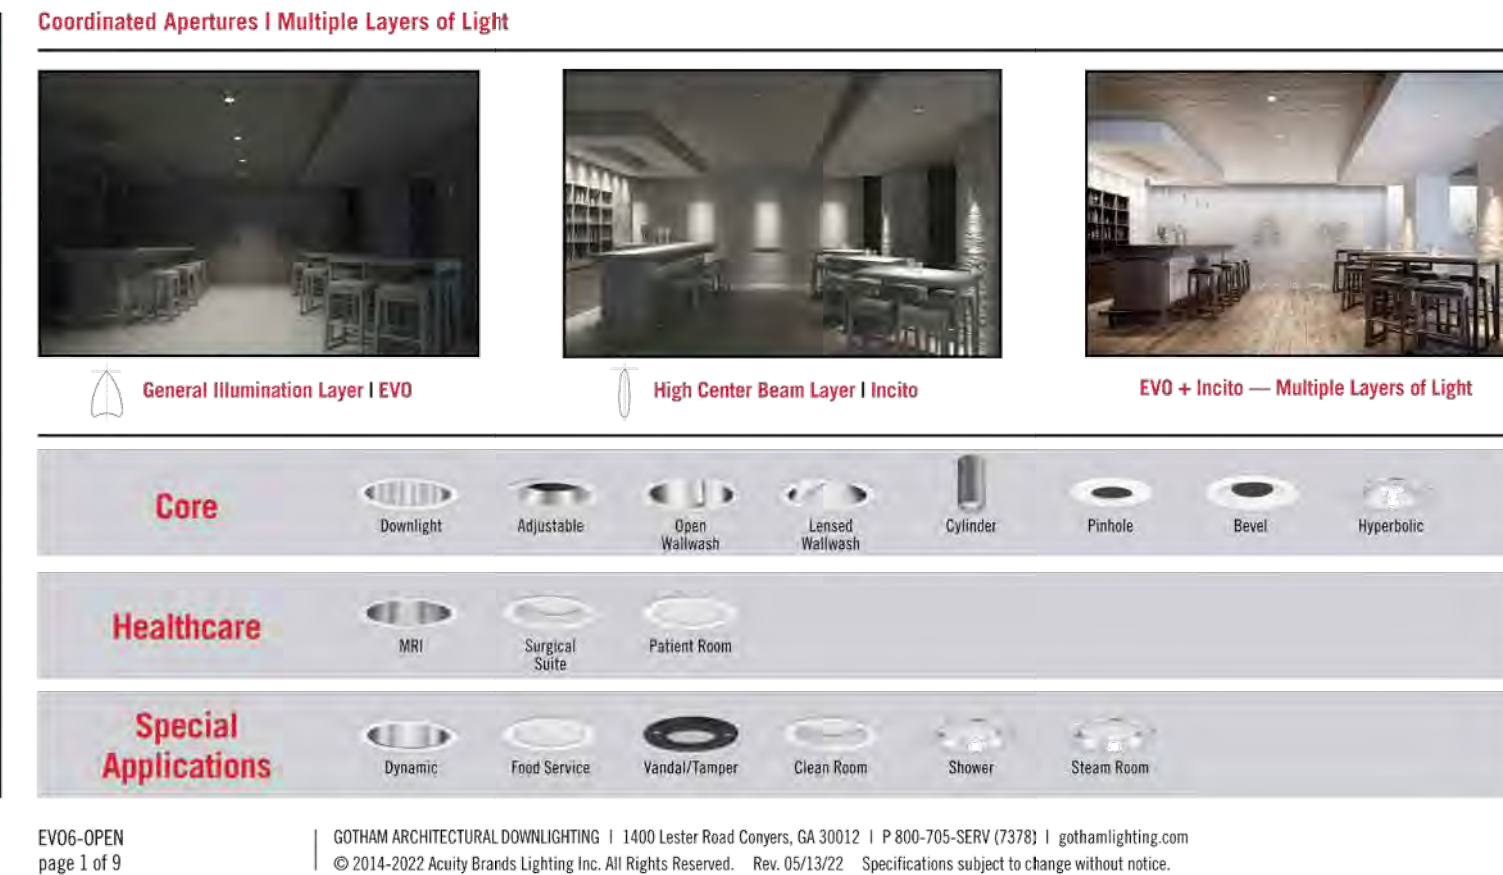 Coordinated Apertures | Multiple Layers of Light
General Illumination Layer | EVO
High Center Beam Layer | Incito
EVO + Incito — Multiple Layers of Light
Core
Downlight
Adjustable
Open
Wallwash
Lensed
Wallwash
Cylinder
Pinhole
Bevel
Hyperbolic
Healthcare
MRI
Surgical
Suite
Patient Room
Special
Applications
Dynamic
Food Service
Vandal/Tamper
Clean Room
Shower
Steam Room
EVO6-OPEN
page 1 of 9
GOTHAM ARCHITECTURAL DOWNLIGHTING | 1400 Lester Road Conyers, GA 30012 | P 800-705-SERV (7378) | gothamlighting.com
© 2014-2022 Acuity Brands Lighting Inc. All Rights Reserved. Rev. 05/13/22 Specifications subject to change without notice.